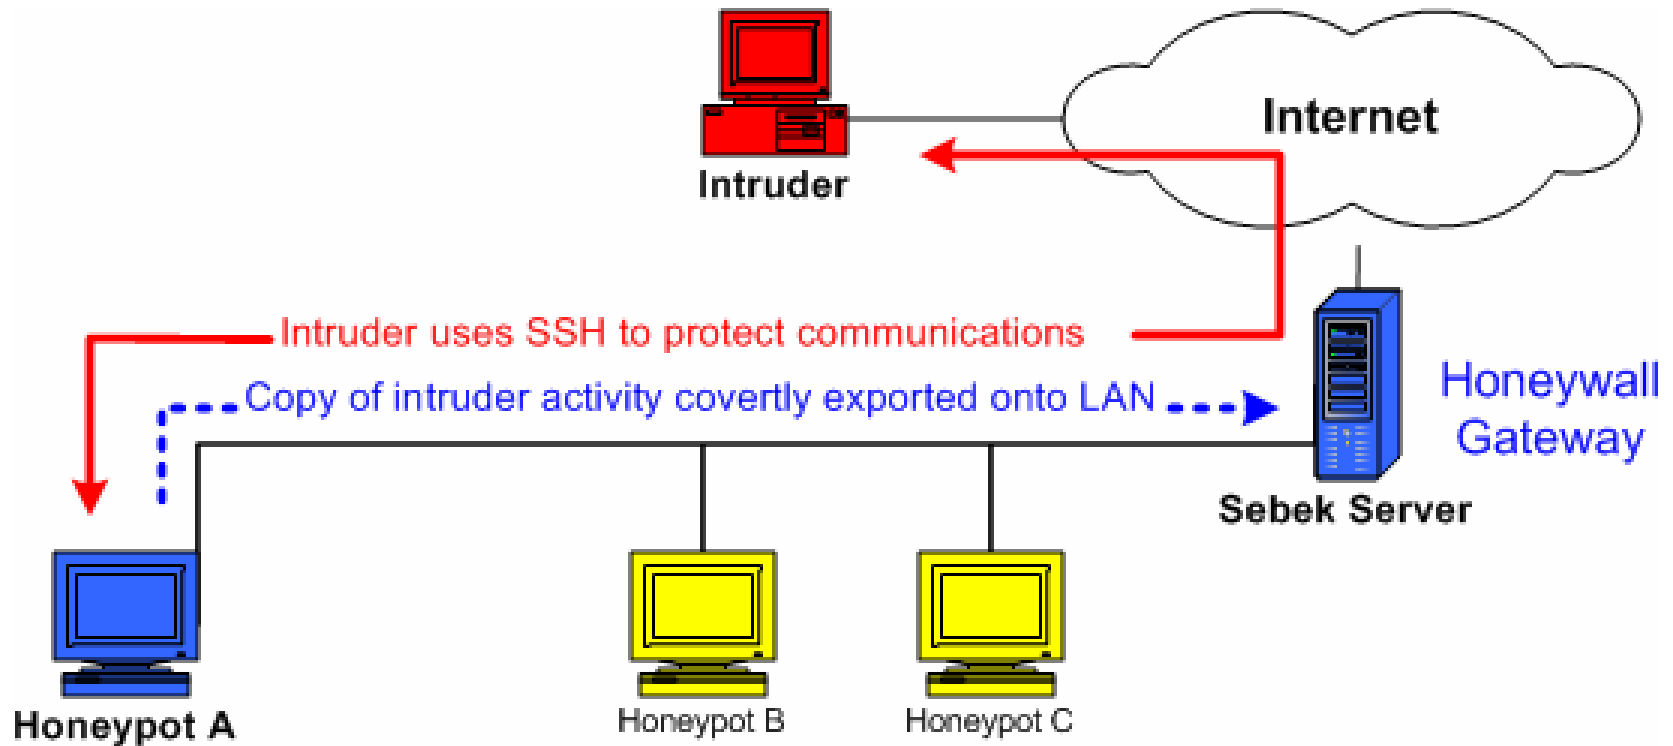 Internet
Intruder
Intruder uses SSH to protect communications
Copy of intruder activity covertly exported onto LAN
Honeywall
Gateway
Sebek Server
Honeypot A
Honeypot B
Honeypot C